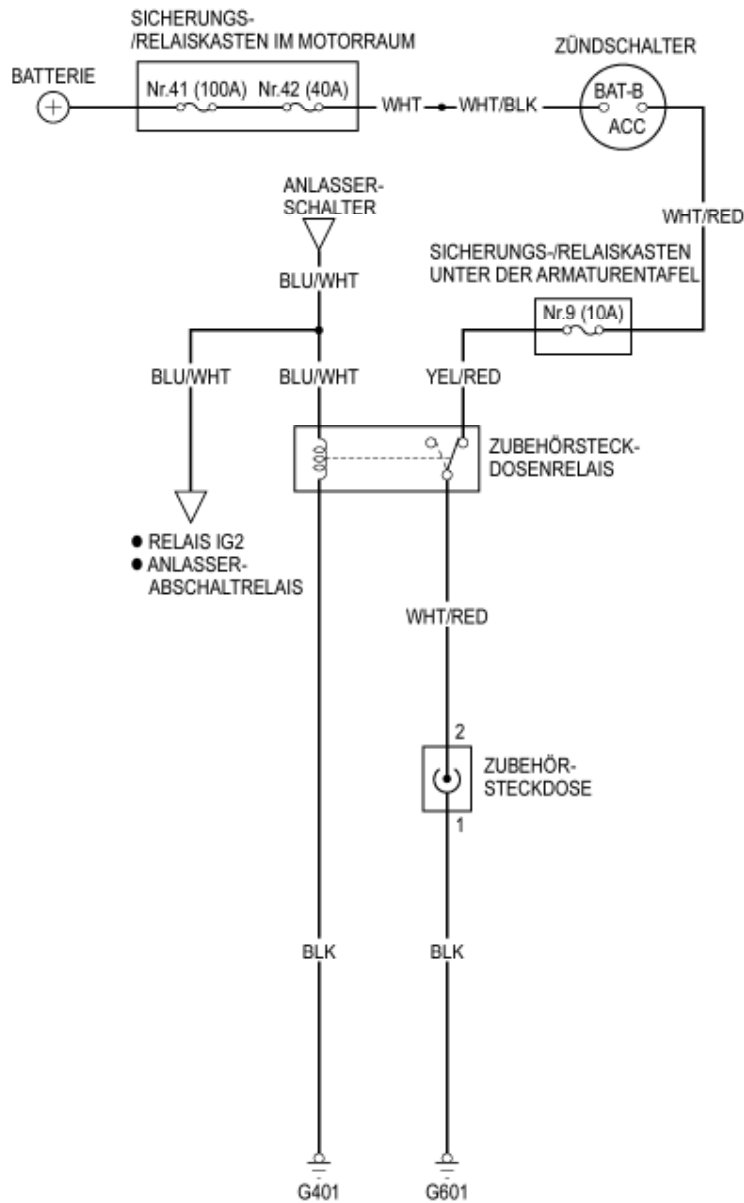 SICHERUNGS-
/RELAISKASTEN IM MOTORRAUM
ZÜNDSCHALTER
BATTERIE
Nr.41 (100A) Nr.42 (40A)
WHT
WHT/BLK
BAT-B
ACC
ANLASSER-
SCHALTER
WHT/RED
SICHERUNGS-/RELAISKASTEN
UNTER DER ARMATURENTAFEL
BLU/WHT
Nr.9 (10A)
BLU/WHT
BLU/WHT
YEL/RED
ZUBEHÖRSTECK-
DOSENRELAIS
● RELAIS IG2
● ANLASSER-
ABSCHALTRELAIS
WHT/RED
2
ZUBEHÖR-
STECKDOSE
1
BLK
BLK
G401
G601